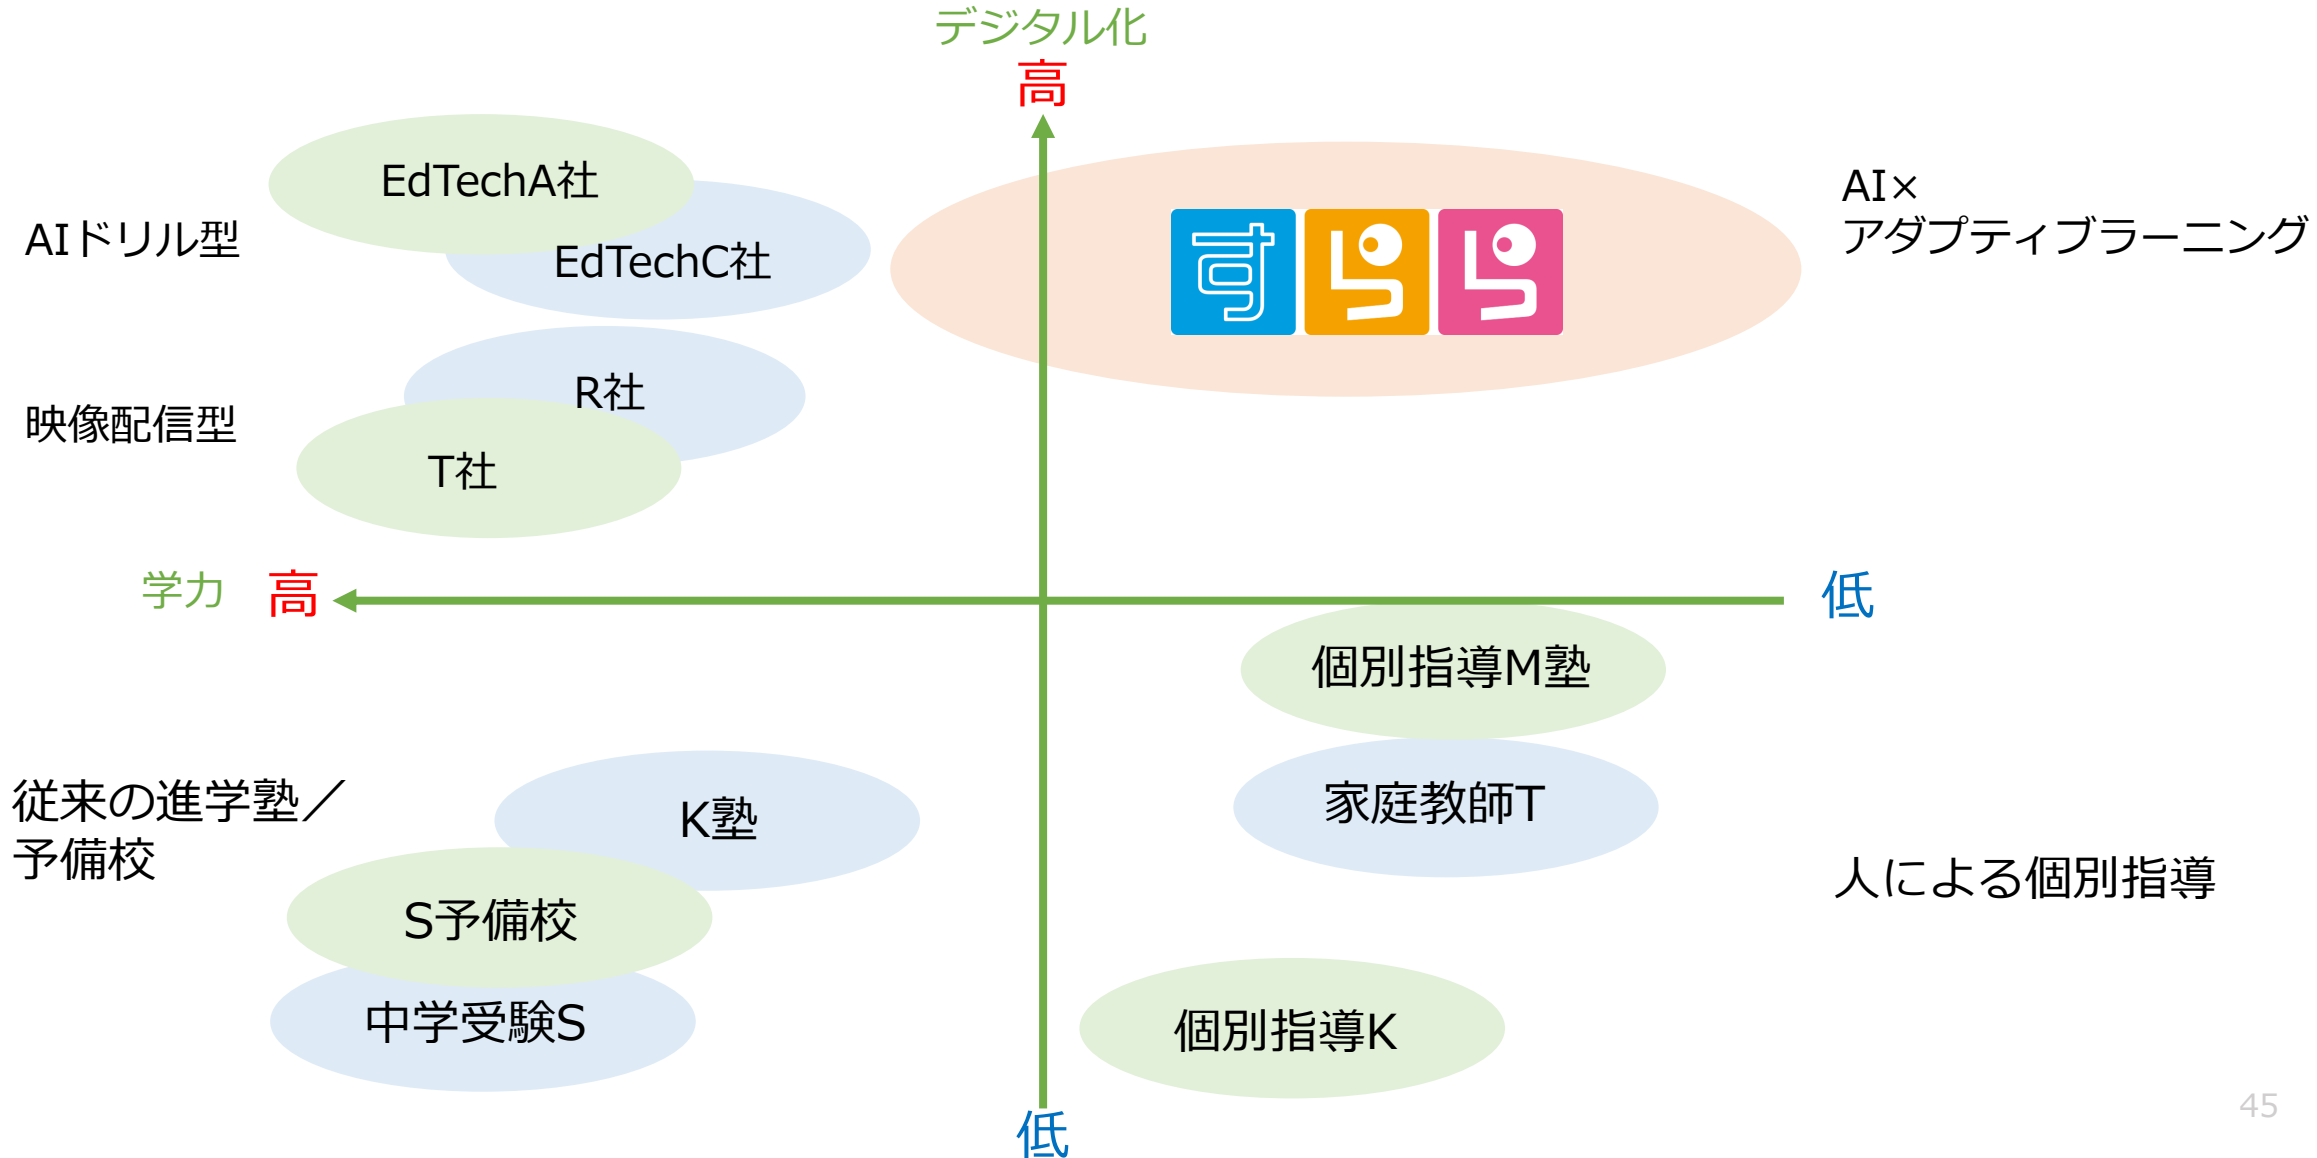 デジタル化
高
EdTechA社
AI×
アダプティブラーニング
AIドリル型
EdTechC社
すらら
R社
映像配信型
T社
学力
高
低
個別指導M塾
従来の進学塾／
予備校
K塾
家庭教師T
人による個別指導
S予備校
中学受験S
個別指導K
低
45